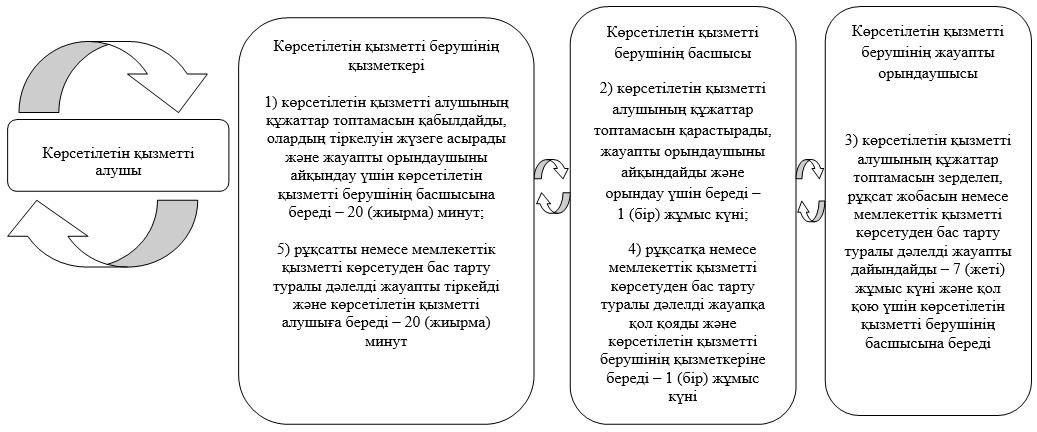 Көрсетілетін қызметті
алушы
Көрсетілетін қызметті берушінің
қызметкері
1) көрсетілетін қызметті алушының
құжаттар топтамасын қабылдайды,
олардың тіркелуін жүзеге асырады
және жауапты орындаушыны
айқындау үшін көрсетілетін
қызметті берушінің басшысына
береді – 20 (жиырма) минут;
5) рұқсатты немесе мемлекеттік
қызметті көрсетуден бас тарту
туралы дәлелді жауапты тіркейді
және көрсетілетін қызметті
алушыға береді – 20 (жиырма)
минут
Көрсетілетін қызметті
берушінің басшысы
2) көрсетілетін қызметті
алушының құжаттар
топтамасын қарастырады,
жауапты орындаушыны
айқындайды және
орындау үшін береді –
1 (бір) жұмыс күні;
4) рұқсатқа немесе
мемлекеттік қызметті
көрсетуден бас тарту
туралы дәлелді жауапқа
қол қояды және
көрсетілетін қызметті
берушінің қызметкеріне
береді – 1 (бір) жұмыс
күні
Көрсетілетін қызметті
берушінің жауапты
орындаушысы
3) көрсетілетін қызметті
алушының құжаттар
топтамасын зерделеп,
рұқсат жобасын немесе
мемлекеттік қызметті
көрсетуден бас тарту
туралы дәлелді жауапты
дайындайды – 7 (жеті)
жұмыс күні және қол
қою үшін көрсетілетін
қызметті берушінің
басшысына береді